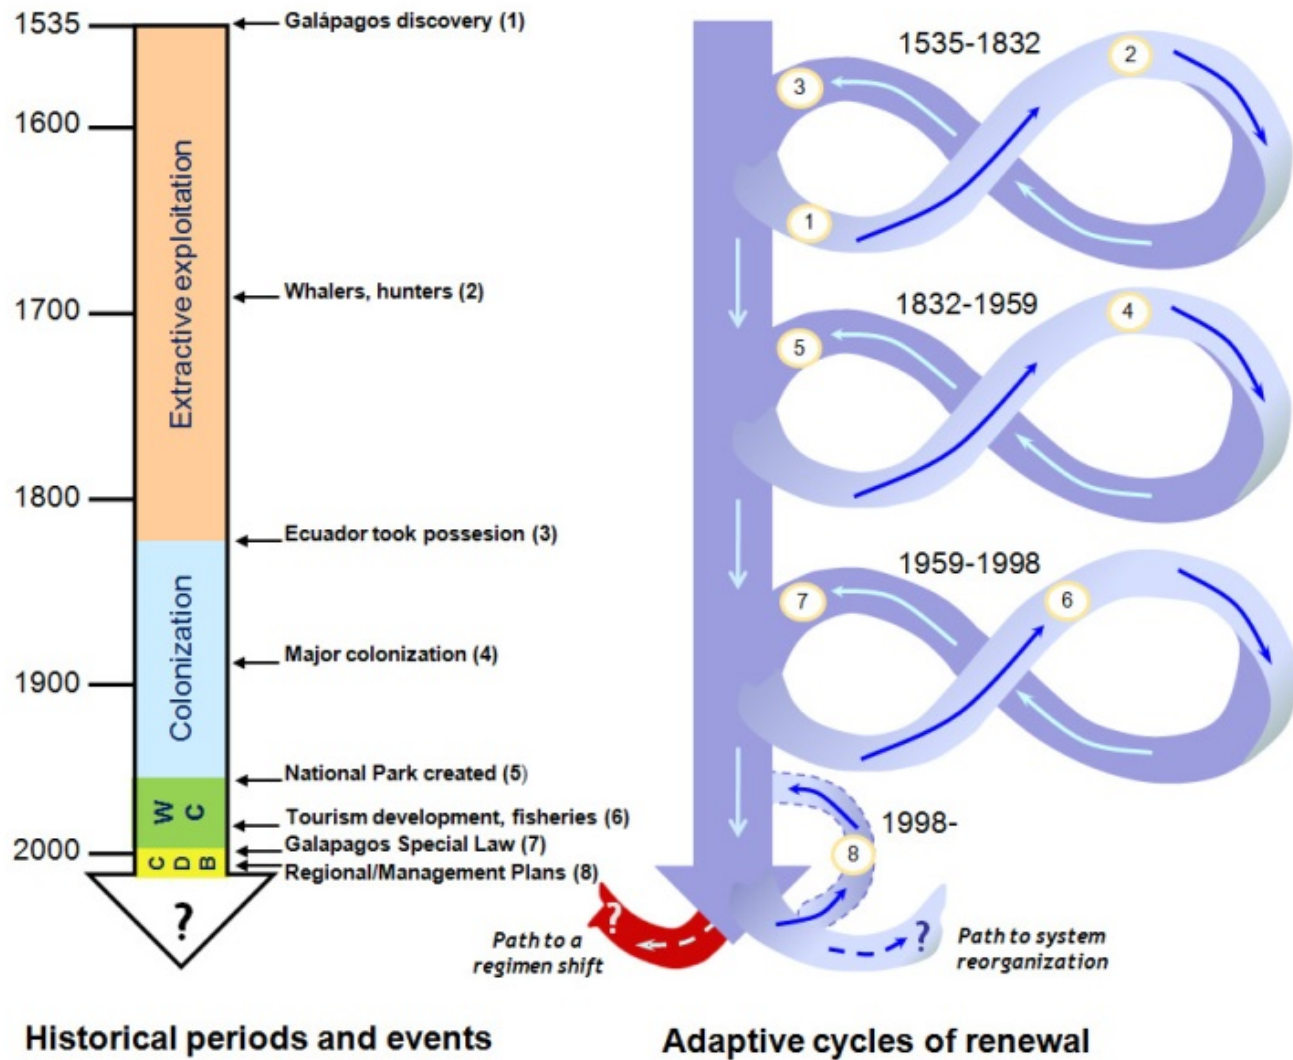 1535
1600
1700
1800
1900
2000
Extractive exploitation
Colonization
W C
C D B
?
Galápagos discovery (1)
Whalers, hunters (2)
Ecuador took possesion (3)
Major colonization (4)
National Park created (5)
Tourism development, fisheries (6)
Galapagos Special Law (7)
Regional/Management Plans (8)
Historical periods and events
1535-1832
3
2
1
1832-1959
5
4
1959-1998
7
6
1998-
8
?
Path to a
regimen shift
?
Path to system
reorganization
Adaptive cycles of renewal